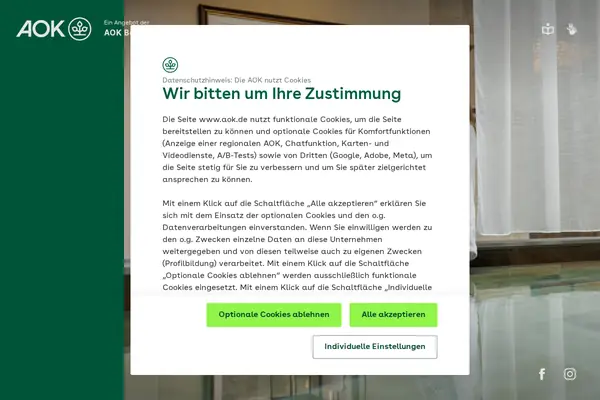 AOK
Ein Angebot der
AOK
Datenschutzhinweis: Die AOK nutzt Cookies
Wir bitten um Ihre Zustimmung
Die Seite www.aok.de nutzt funktionale Cookies, um die Seite
bereitstellen zu können und optionale Cookies für Komfortfunktionen
(Anzeige einer regionalen AOK, Chatfunktion, Karten- und
Videodienste, A/B-Tests) sowie von Dritten (Google, Adobe, Meta), um
die Seite stetig für Sie zu verbessern und um Sie später zielgerichtet
ansprechen zu können.
Mit einem Klick auf die Schaltfläche „Alle akzeptieren“ erklären Sie
sich mit dem Einsatz der optionalen Cookies und den o.g.
Datenverarbeitungen einverstanden. Wenn Sie einwilligen werden zu
den o.g. Zwecken einzelne Daten an diese Unternehmen
weitergegeben und von diesen teilweise auch zu eigenen Zwecken
(Profilbildung) verarbeitet. Mit einem Klick auf die Schaltfläche
„Optionale Cookies ablehnen“ werden ausschließlich funktionale
Cookies eingesetzt. Mit einem Klick auf die Schaltfläche „Individuelle
Optionale Cookies ablehnen
Alle akzeptieren
Individuelle Einstellungen